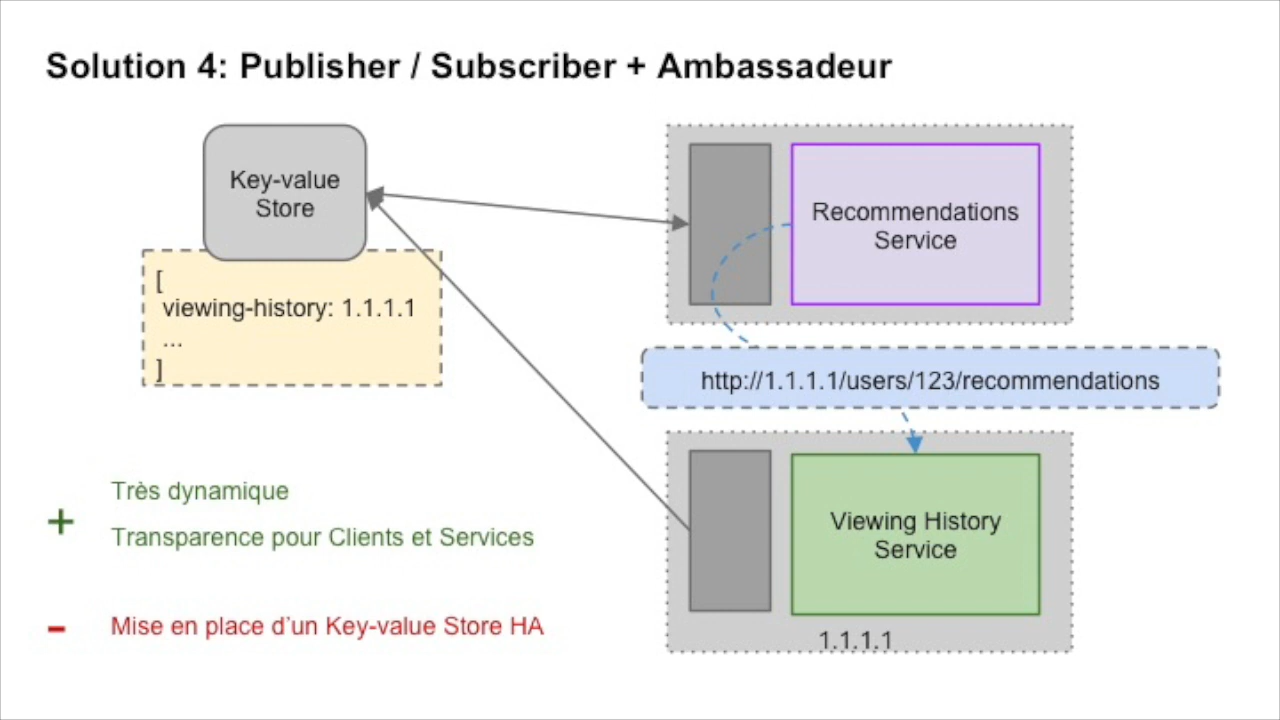 Solution 4: Publisher / Subscriber + Ambassadeur
Key-value
Store
[
viewing-history: 1.1.1.1
...
]
Recommendations
Service
http://1.1.1.1/users/123/recommendations
Viewing History
Service
1.1.1.1
+
Très dynamique
Transparence pour Clients et Services
-
Mise en place d'un Key-value Store HA